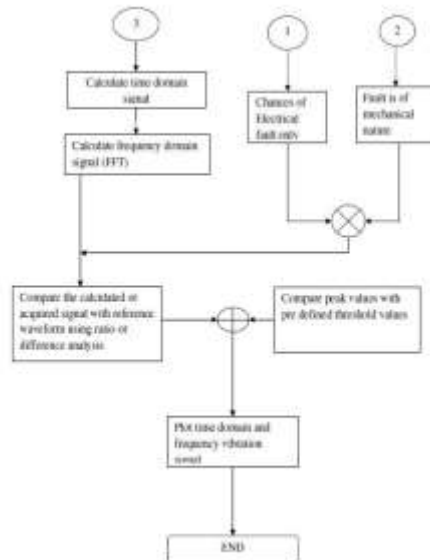 3
1
2
Calculate time domain
signal
Chances of
Electrical
fault only
Fault is of
mechanical
nature
Calculate frequency domain
signal (FFT)
Compare the calculated or
acquired signal with reference
waveform using ratio or
difference analysis
Compare peak values with
pre defined threshold values
Plot time domain and
frequency vibration
signal
END